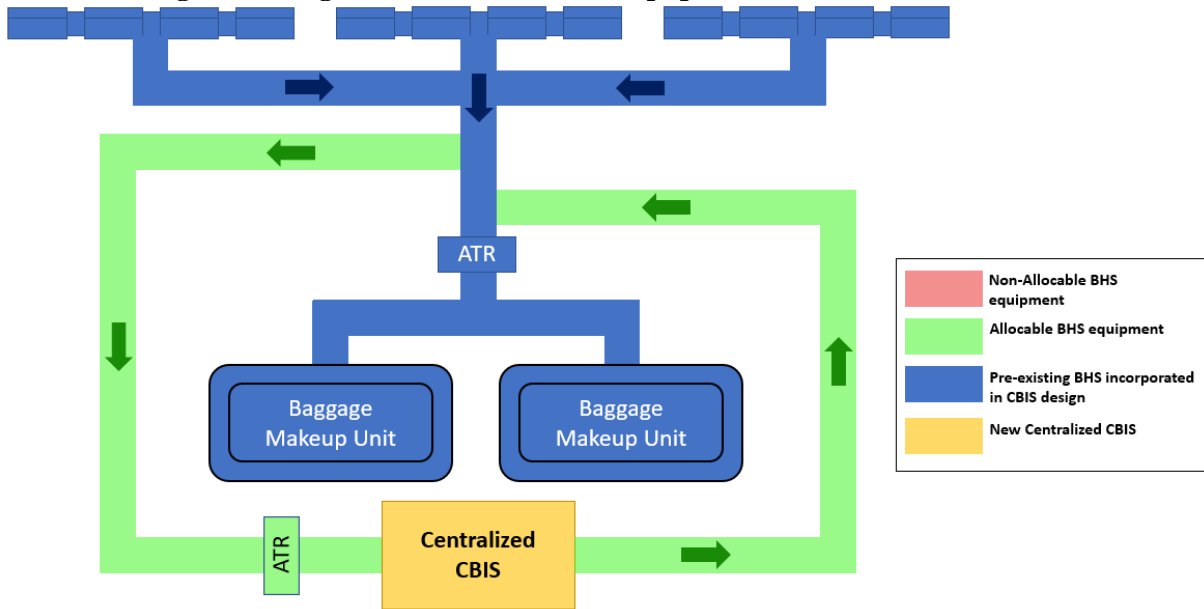 ATR
Baggage
Makeup Unit
Baggage
Makeup Unit
ATR
Centralized
CBIS
Non-Allocable BHS
equipment
Allocable BHS equipment
Pre-existing BHS incorporated
in CBIS design
New Centralized CBIS